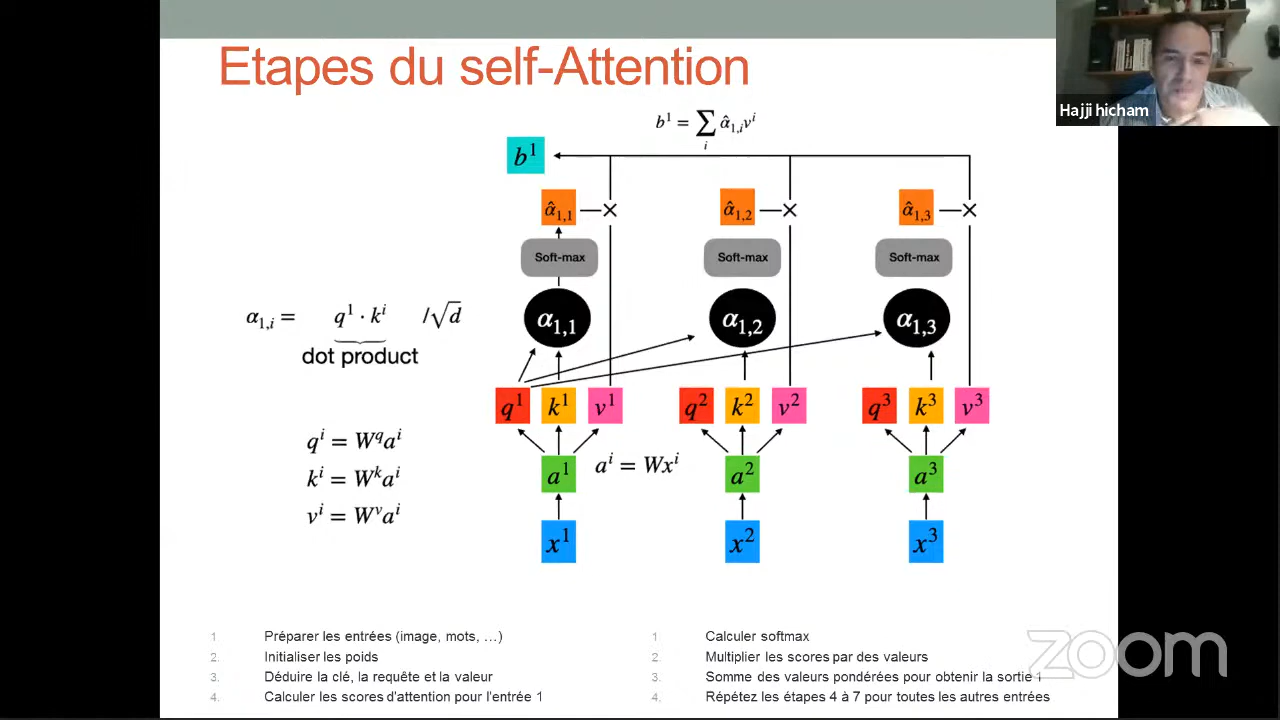 Etapes du self-Attention
Hajji hicham
b¹ = ∑ᵢ α̂₁,ᵢvⁱ
b¹
α̂₁,₁ × α̂₁,₂ × α̂₁,₃ ×
Soft-max Soft-max Soft-max
α₁,ᵢ = q¹ · kⁱ /√d
α₁,₁ α₁,₂ α₁,₃
dot product
q¹ k¹ v¹ q² k² v² q³ k³ v³
qⁱ = W^q aⁱ
kⁱ = W^k aⁱ
vⁱ = W^v aⁱ
a¹ aⁱ = Wxⁱ a² a³
x¹ x² x³
1. Préparer les entrées (image, mots, …)
2. Initialiser les poids
3. Déduire la clé, la requête et la valeur
4. Calculer les scores d'attention pour l'entrée 1
1. Calculer softmax
2. Multiplier les scores par des valeurs
3. Somme des valeurs pondérées pour obtenir la sortie 1
4. Répétez les étapes 4 à 7 pour toutes les autres entrées
zoom